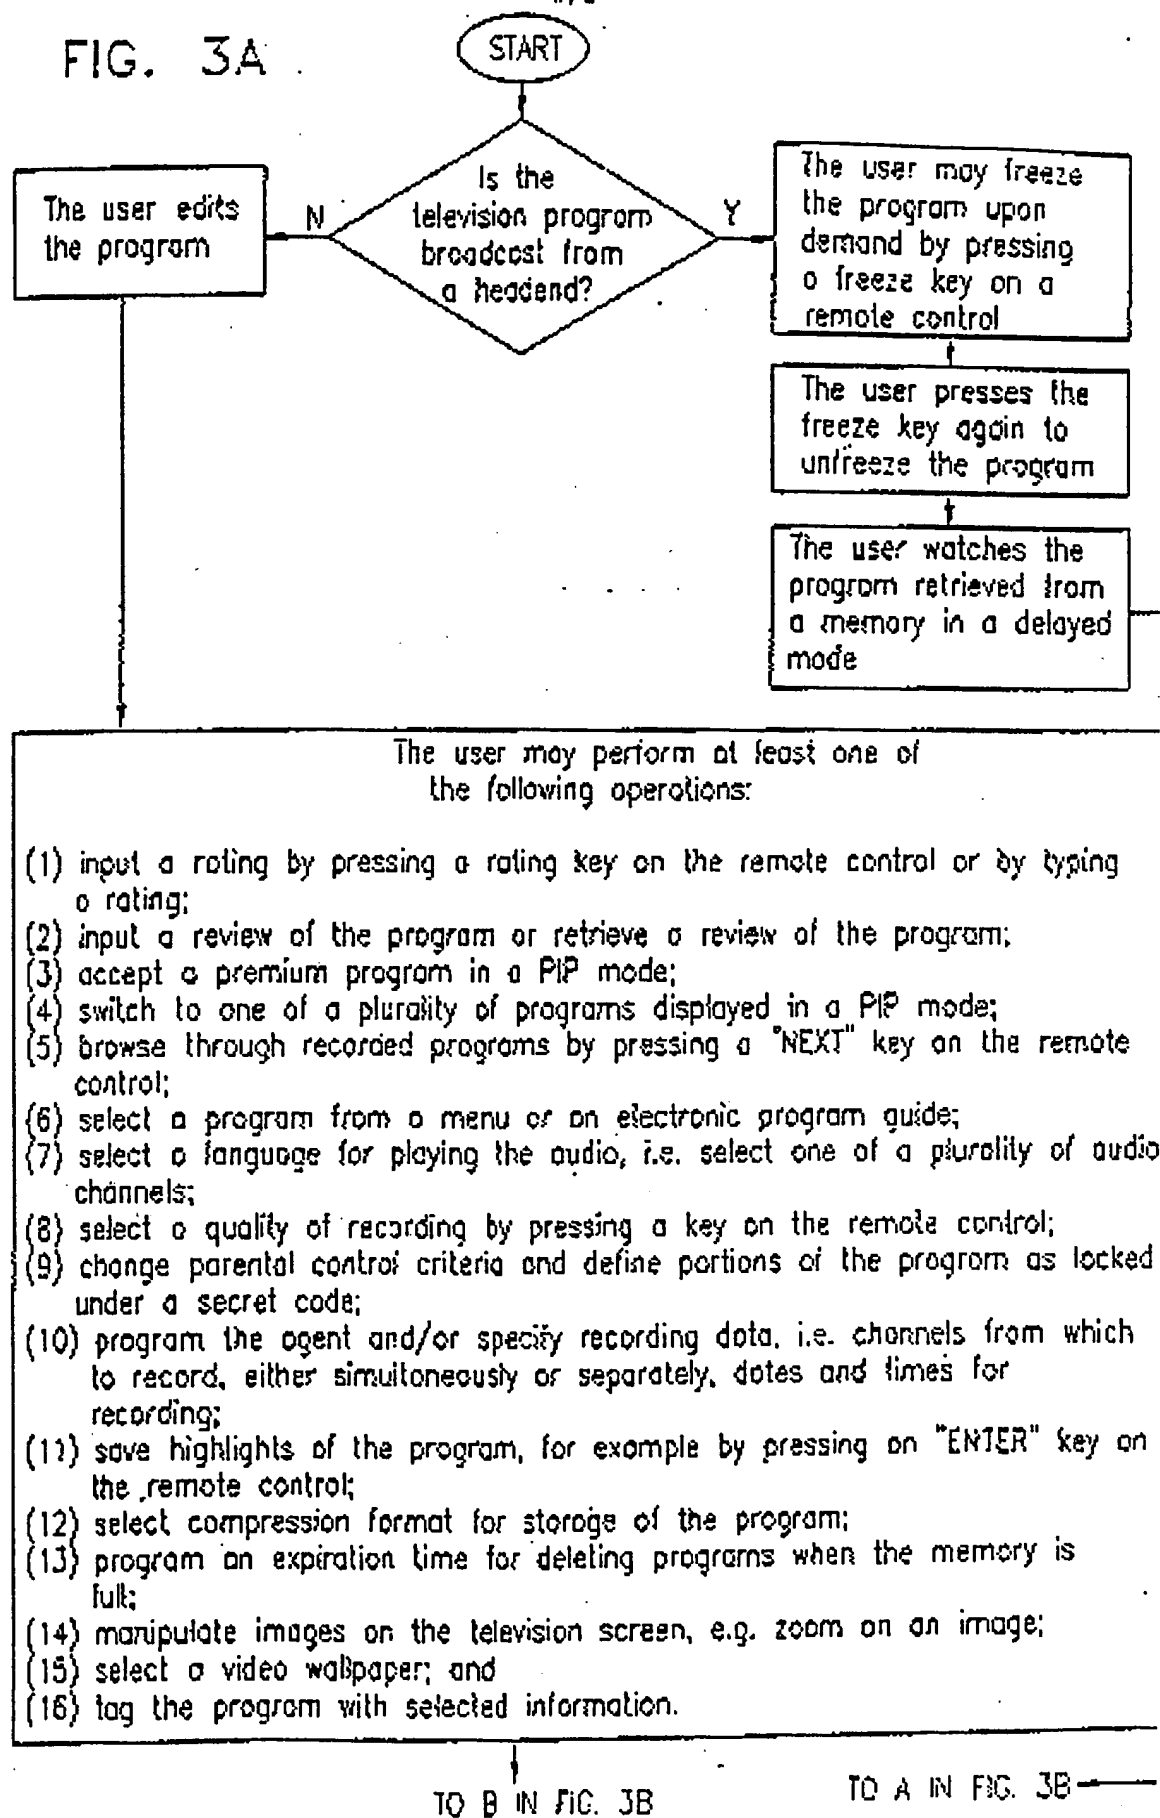 FIG. 3A
START
Is the
television program
broadcast from
a headend?
N
Y
The user edits
the program
The user may freeze
the program upon
demand by pressing
a freeze key on a
remote control
The user presses the
freeze key again to
unfreeze the program
The user watches the
program retrieved from
a memory in a delayed
mode
The user may perform at least one of
the following operations:
(1) input a rating by pressing a rating key on the remote control or by typing
a rating;
(2) input a review of the program or retrieve a review of the program;
(3) accept a premium program in a PIP mode;
(4) switch to one of a plurality of programs displayed in a PIP mode;
(5) browse through recorded programs by pressing a "NEXT" key on the remote
control;
(6) select a program from a menu or an electronic program guide;
(7) select a language for playing the audio, i.e. select one of a plurality of audio
channels;
(8) select a quality of recording by pressing a key on the remote control;
(9) change parental control criteria and define portions of the program as locked
under a secret code;
(10) program the agent and/or specify recording data, i.e. channels from which
to record, either simultaneously or separately, dates and times for
recording;
(11) save highlights of the program, for example by pressing an "ENTER" key on
the remote control;
(12) select compression format for storage of the program;
(13) program an expiration time for deleting programs when the memory is
full;
(14) manipulate images on the television screen, e.g. zoom on an image;
(15) select a video wallpaper; and
(16) tag the program with selected information.
TO B IN FIG. 3B
TO A IN FIG. 3B